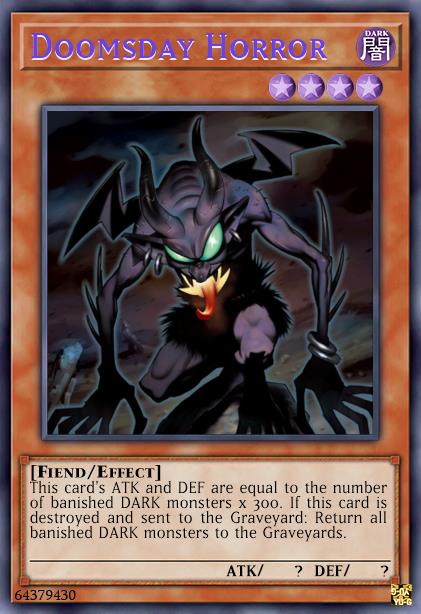 Doomsday Horror
DARK
闇
[Fiend/Effect]
This card's ATK and DEF are equal to the number
of banished DARK monsters x 300. If this card is
destroyed and sent to the Graveyard: Return all
banished DARK monsters to the Graveyards.
ATK/ ? DEF/ ?
64379430